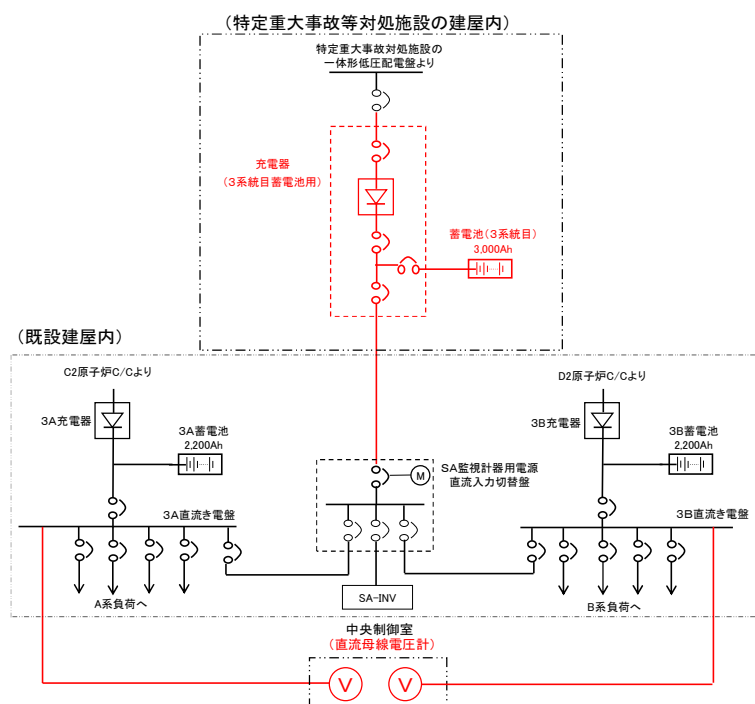 (特定重大事故等対処施設の建屋内)
特定重大事故対処施設の
一体形低圧配電盤より
充電器
(3系統目蓄電池用)
蓄電池(3系統目)
3,000Ah
(既設建屋内)
C2原子炉C/Cより
D2原子炉C/Cより
3A充電器
3A蓄電池
2,200Ah
3B充電器
3B蓄電池
2,200Ah
M
SA監視計器用電源
直流入力切替盤
3A直流き電盤
3B直流き電盤
A系負荷へ
SA-INV
B系負荷へ
中央制御室
(直流母線電圧計)
V
V